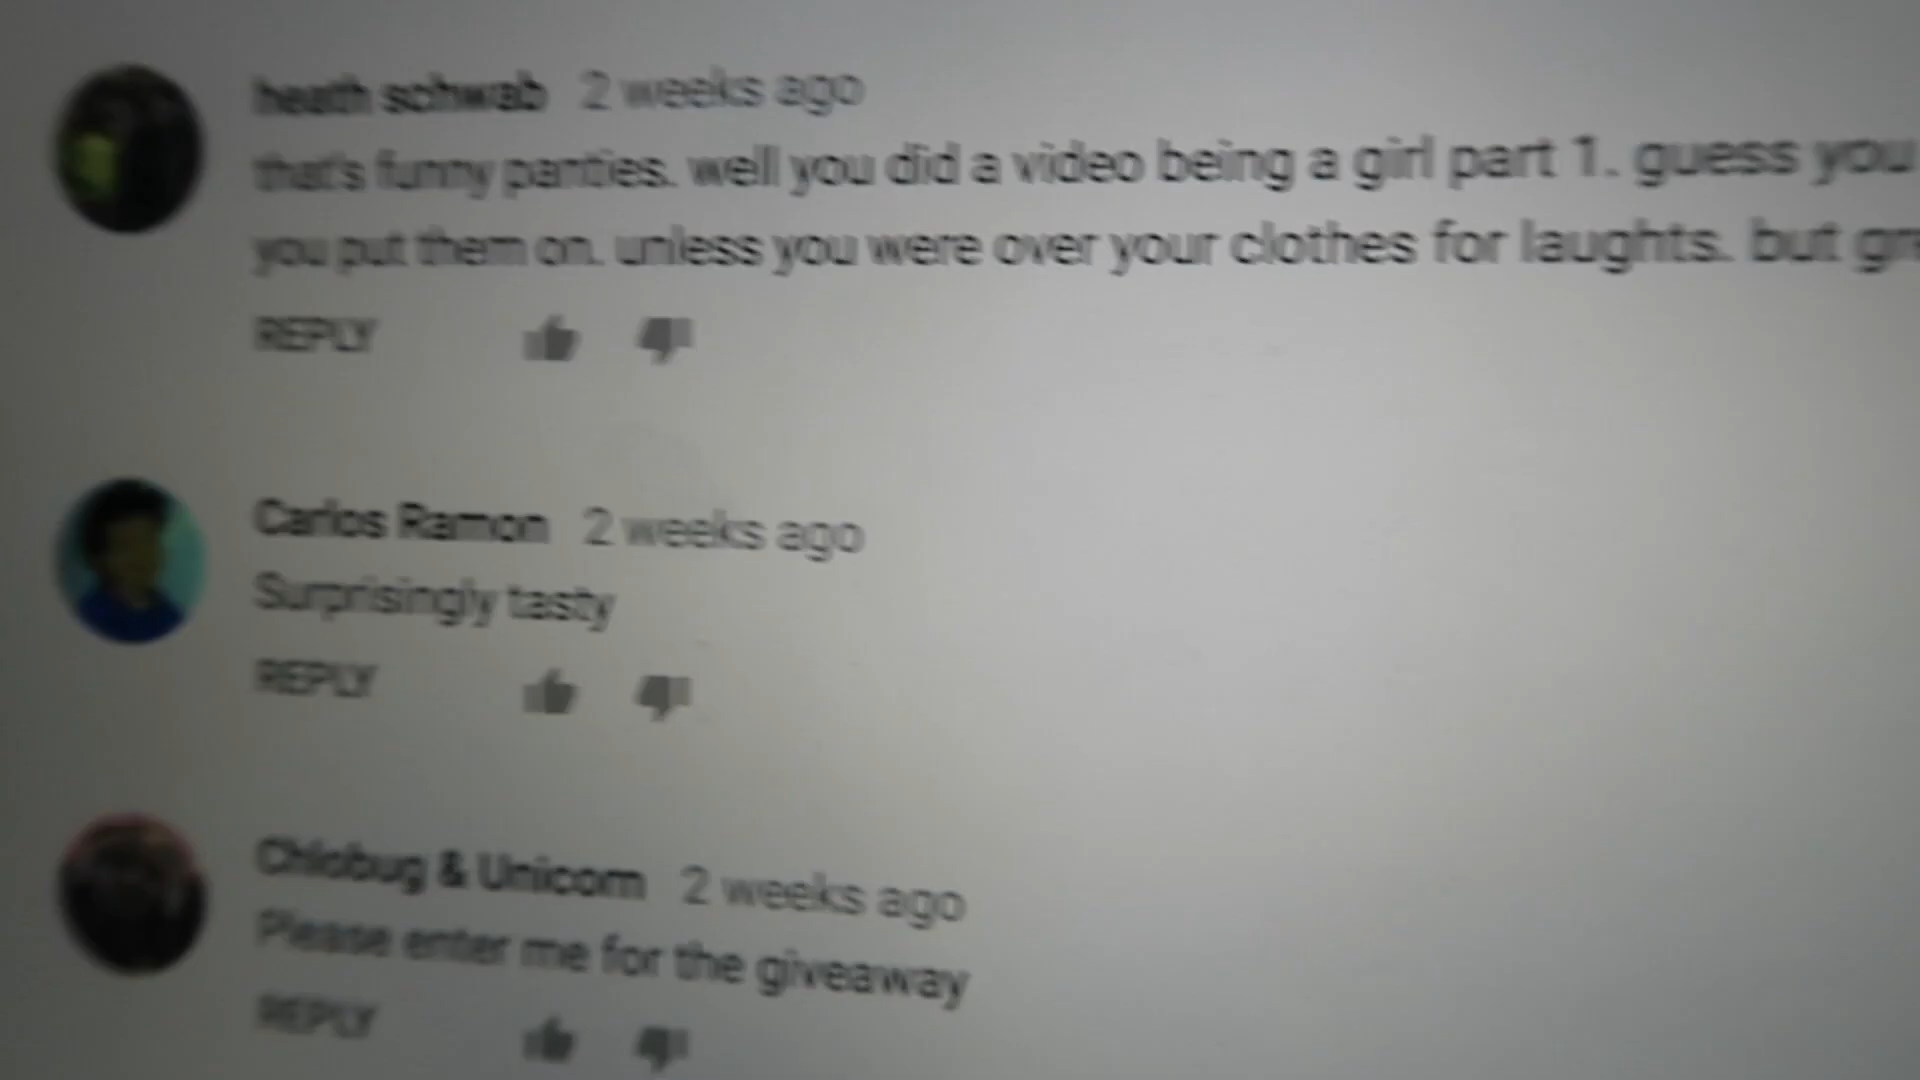 heath schwab 2 weeks ago
that's funny panties. well you did a video being a girl part 1. guess you
you put them on. unless you were over your clothes for laughts. but
REPLY
Carlos Ramon 2 weeks ago
Surprisingly tasty
REPLY
Chlobug & Unicorn 2 weeks ago
Please enter me for the giveaway
REPLY